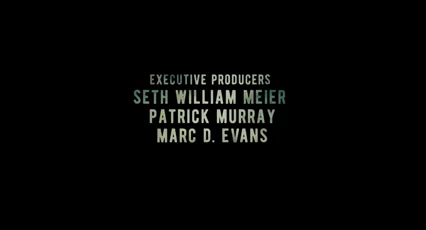 EXECUTIVE PRODUCERS
SETH WILLIAM MEIER
PATRICK MURRAY
MARC D. EVANS